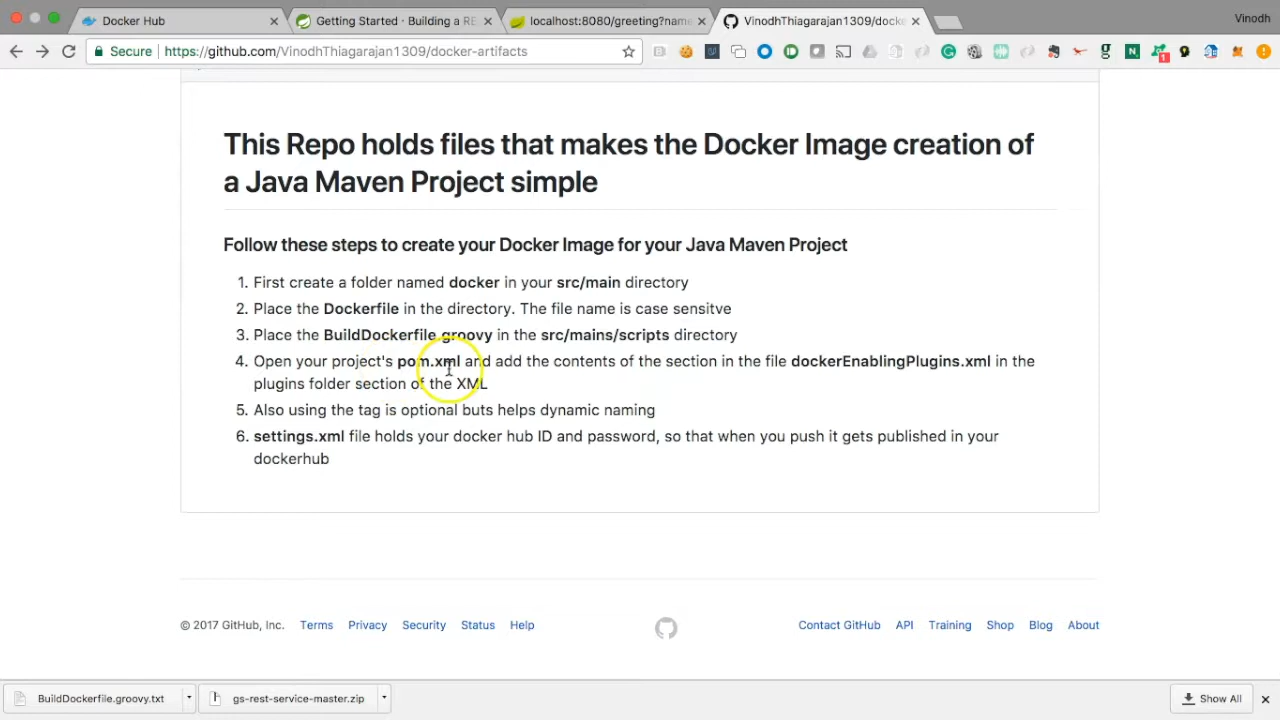 Docker Hub
Getting Started · Building a RE
localhost:8080/greeting?name
VinodhThiagarajan1309/docke
Vinodh
Secure
https://github.com/VinodhThiagarajan1309/docker-artifacts
This Repo holds files that makes the Docker Image creation of
a Java Maven Project simple
Follow these steps to create your Docker Image for your Java Maven Project
1. First create a folder named docker in your src/main directory
2. Place the Dockerfile in the directory. The file name is case sensitve
3. Place the BuildDockerfile.groovy in the src/mains/scripts directory
4. Open your project's pom.xml and add the contents of the section in the file dockerEnablingPlugins.xml in the
plugins folder section of the XML
5. Also using the tag is optional buts helps dynamic naming
6. settings.xml file holds your docker hub ID and password, so that when you push it gets published in your
dockerhub
© 2017 GitHub, Inc. Terms Privacy Security Status Help
Contact GitHub API Training Shop Blog About
BuildDockerfile.groovy.txt
gs-rest-service-master.zip
Show All